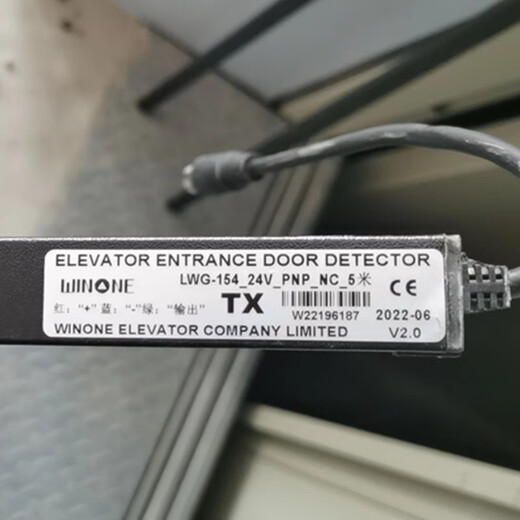 ELEVATOR ENTRANCE DOOR DETECTOR
WINONE LWG-154_24V_PNP_NC_5米 CE
红: "+" 蓝: "-" 绿: "输出" TX W22196187 2022-06
WINONE ELEVATOR COMPANY LIMITED V2.0